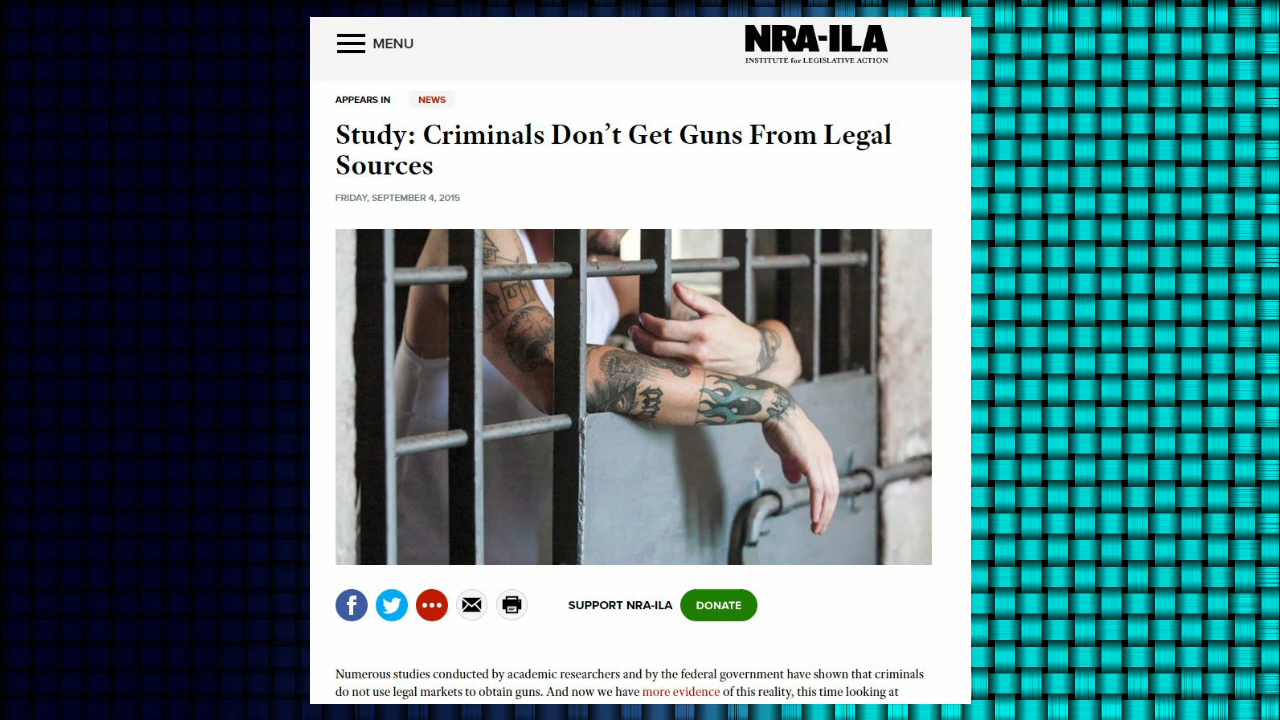 MENU
NRA-ILA
INSTITUTE for LEGISLATIVE ACTION
APPEARS IN NEWS
Study: Criminals Don’t Get Guns From Legal
Sources
FRIDAY, SEPTEMBER 4, 2015
SUPPORT NRA-ILA DONATE
Numerous studies conducted by academic researchers and by the federal government have shown that criminals
do not use legal markets to obtain guns. And now we have more evidence of this reality, this time looking at